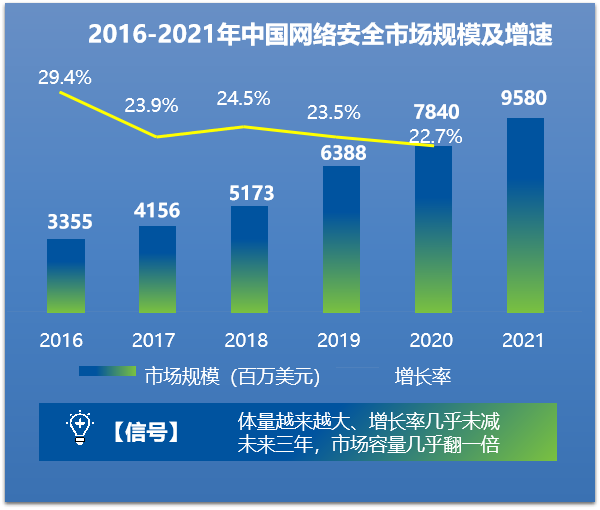 2016-2021年中国网络安全市场规模及增速
29.4%
23.9%
24.5%
23.5%
22.7%
3355
4156
5173
6388
7840
9580
2016
2017
2018
2019
2020
2021
市场规模（百万美元）
增长率
【信号】
体量越来越大、增长率几乎未减
未来三年，市场容量几乎翻一倍